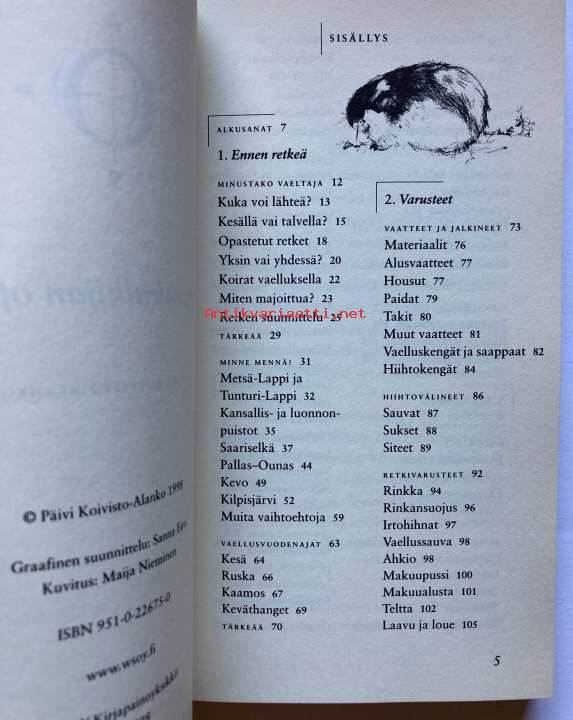 © Päivi Koivisto-Alanko 1998
Graafinen suunnittelu: Sanna
Kuvitus: Maija Nieminen
ISBN 951-0-22675-0
www.wsoy.fi
Kirjapainoyksikkö
SISÄLLYS
ALKUSANAT 7
1. Ennen retkeä
MINUSTAKO VAELTAJA 12
Kuka voi lähteä? 13
Kesällä vai talvella? 15
Opastetut retket 18
Yksin vai yhdessä? 20
Koirat vaelluksella 22
Miten majoittua? 23
Antikvariaatti.net
Retken suunnittelu 25
TÄRKEÄÄ 29
MINNE MENNÄ? 31
Metsä-Lappi ja
Tunturi-Lappi 32
Kansallis- ja luonnon-
puistot 35
Saariselkä 37
Pallas–Ounas 44
Kevo 49
Kilpisjärvi 52
Muita vaihtoehtoja 59
VAELLUSVUODENAJAT 63
Kesä 64
Ruska 66
Kaamos 67
Keväthanget 69
TÄRKEÄÄ 70
2. Varusteet
VAATTEET JA JALKINEET 73
Materiaalit 76
Alusvaatteet 77
Housut 77
Paidat 79
Takit 80
Muut vaatteet 81
Vaelluskengät ja saappaat 82
Hiihtokengät 84
HIIHTOVÄLINEET 86
Sauvat 87
Sukset 88
Siteet 89
RETKIVARUSTEET 92
Rinkka 94
Rinkansuojus 96
Irtohihnat 97
Vaellussauva 98
Ahkio 98
Makuupussi 100
Makuualusta 101
Teltta 102
Laavu ja loue 105
5